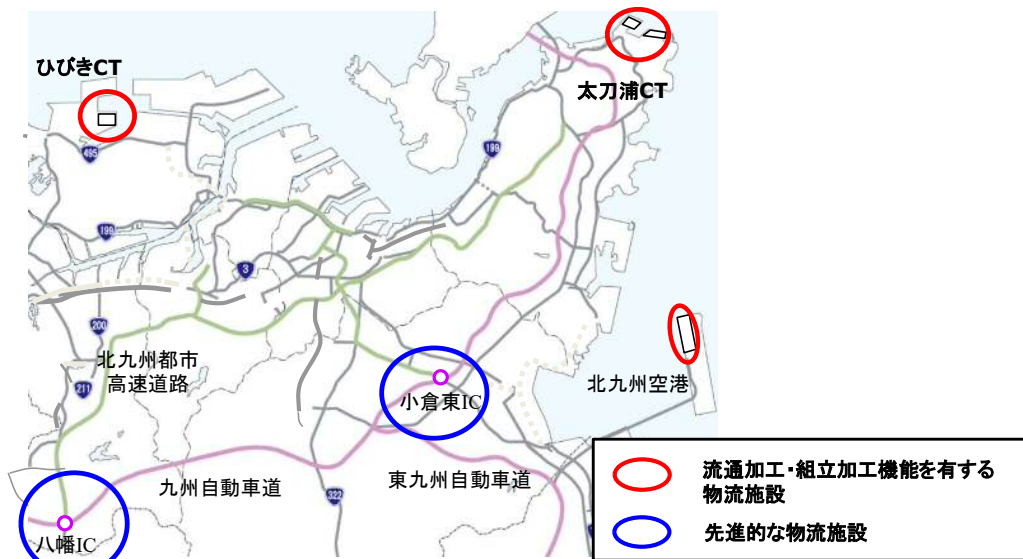 ひびきCT
太刀浦CT
495
199
199
3
200
211
北九州都市
高速道路
北九州空港
小倉東IC
九州自動車道
東九州自動車道
322
八幡IC
流通加工・組立加工機能を有する
物流施設
先進的な物流施設